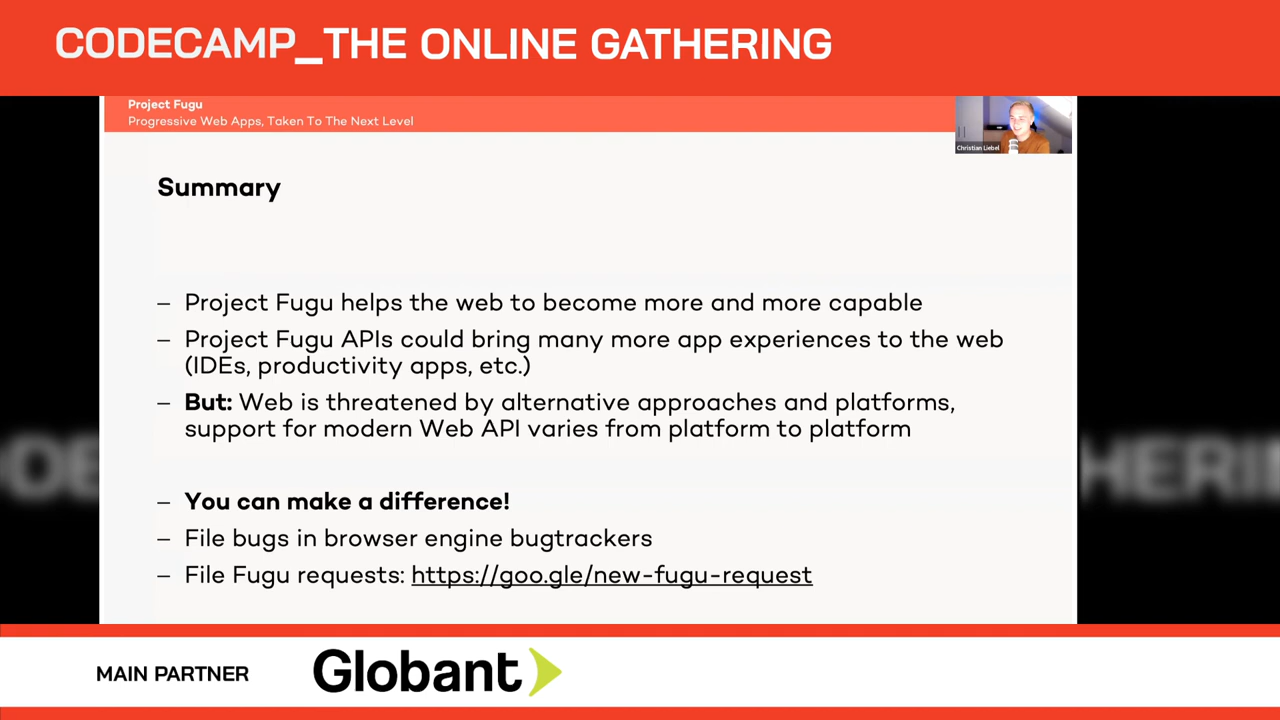 CODECAMP_THE ONLINE GATHERING
Project Fugu
Progressive Web Apps, Taken To The Next Level
Christian Liebel
Summary
– Project Fugu helps the web to become more and more capable
– Project Fugu APIs could bring many more app experiences to the web
(IDEs, productivity apps, etc.)
– But: Web is threatened by alternative approaches and platforms,
support for modern Web API varies from platform to platform
– You can make a difference!
– File bugs in browser engine bugtrackers
– File Fugu requests: https://goo.gle/new-fugu-request
MAIN PARTNER
Globant